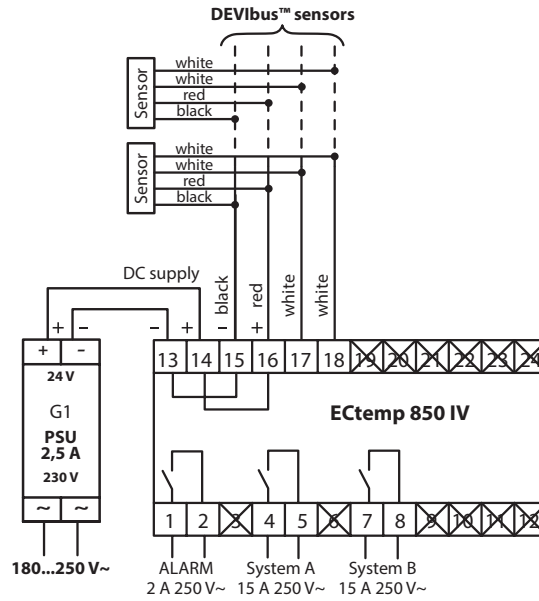 DEVIbus™ sensors
Sensor
white
white
red
black
Sensor
white
white
red
black
DC supply
black
red
white
white
+ − − + − +
+ −
13 14 15 16 17 18 19 20 21 22 23 24
24 V
G1
PSU
2,5 A
230 V
ECtemp 850 IV
~ ~
1 2 3 4 5 6 7 8 9 10 11 12
180...250 V~
ALARM
2 A 250 V~
System A
15 A 250 V~
System B
15 A 250 V~